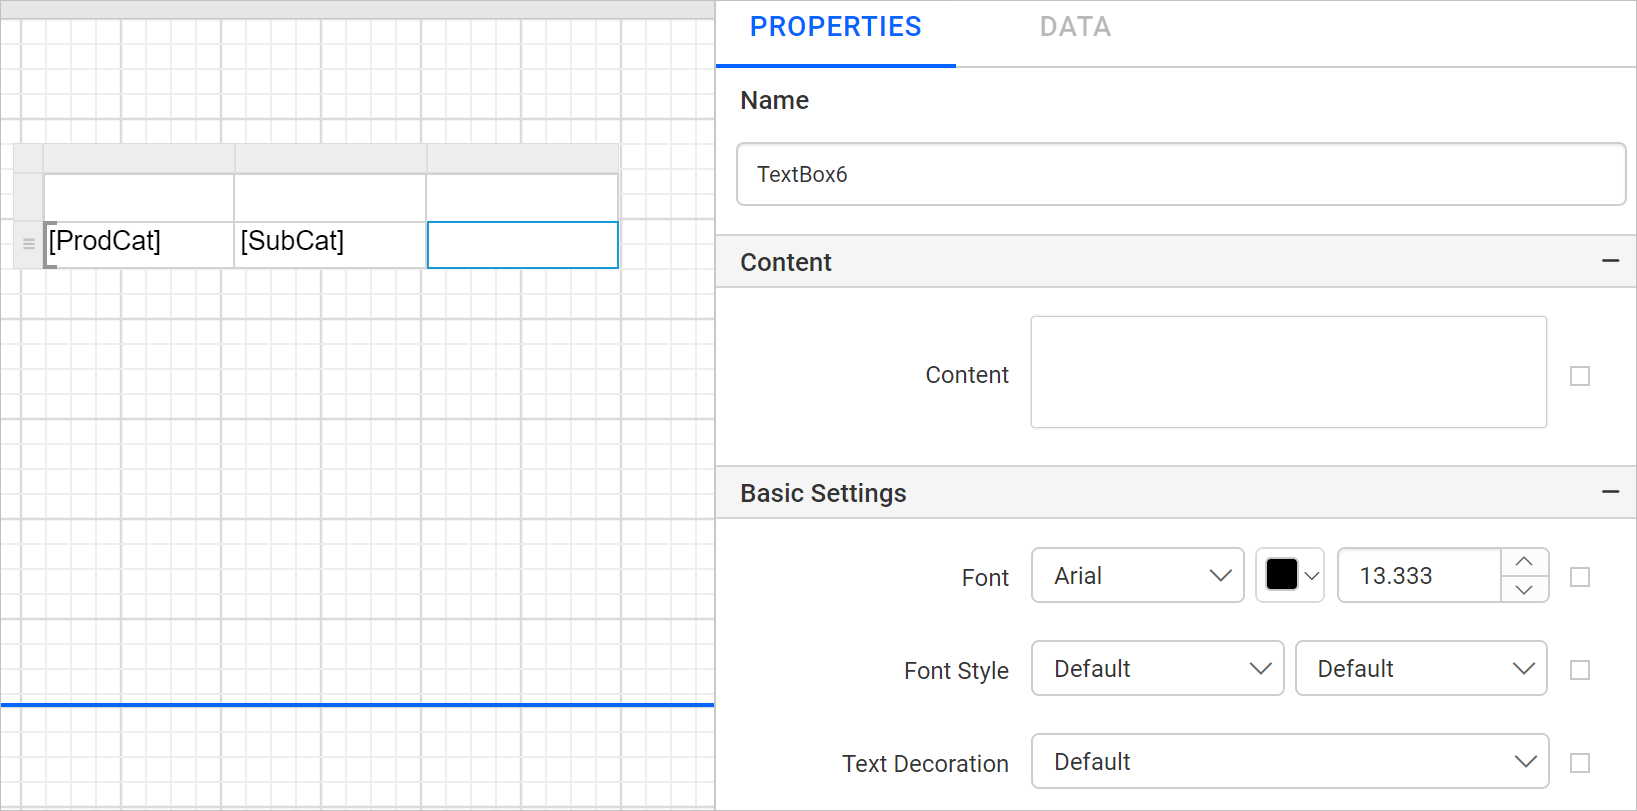 PROPERTIES DATA
Name
TextBox6
[ProdCat] [SubCat]
Content
Content
Basic Settings
Font Arial 13.333
Font Style Default Default
Text Decoration Default